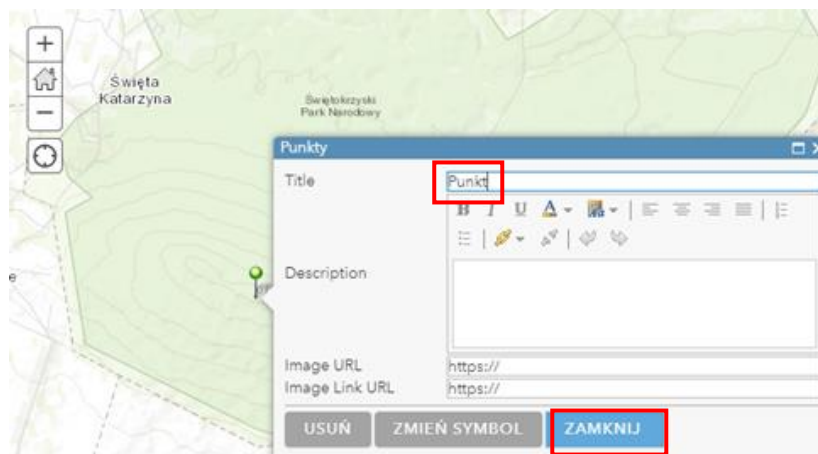 Święta
Katarzyna
Świętokrzyski
Park Narodowy
Punkty
Title
Punkt
B I U A
Description
Image URL
https://
Image Link URL
https://
USUŃ
ZMIEŃ SYMBOL
ZAMKNIJ